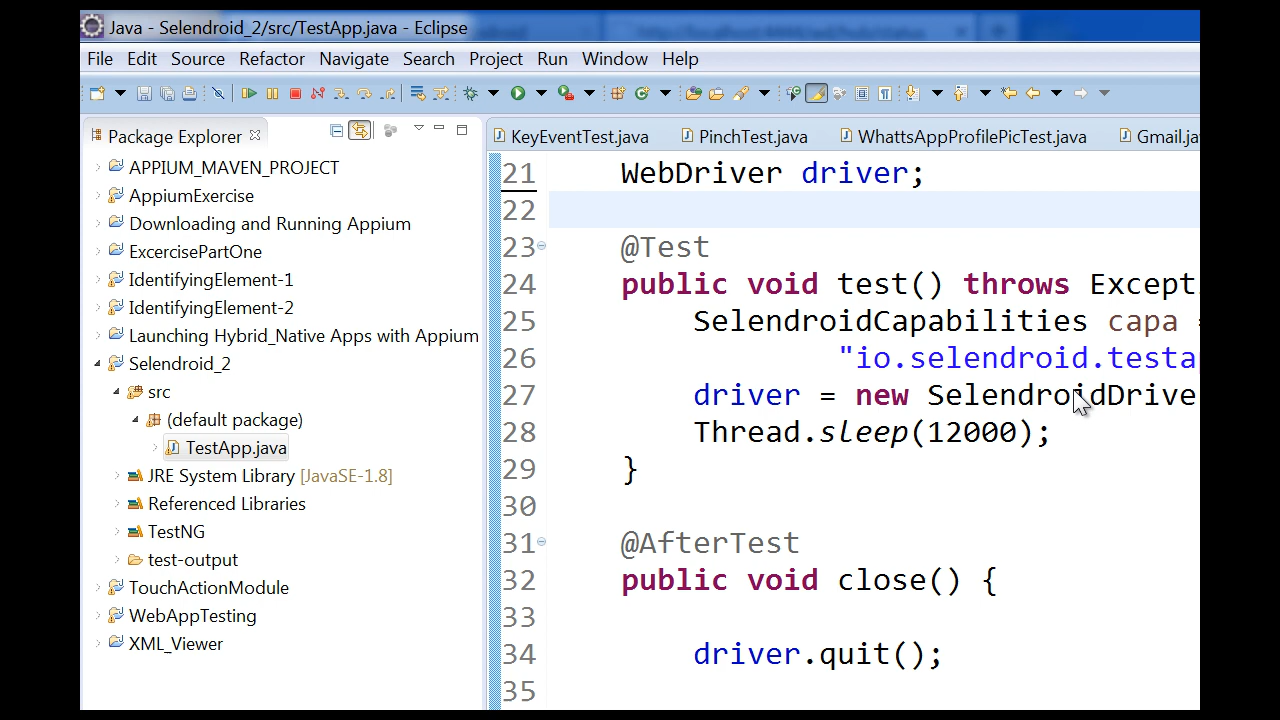 Java - Selendroid_2/src/TestApp.java - Eclipse
File Edit Source Refactor Navigate Search Project Run Window Help
Package Explorer
APPIUM_MAVEN_PROJECT
AppiumExercise
Downloading and Running Appium
ExcercisePartOne
IdentifyingElement-1
IdentifyingElement-2
Launching Hybrid_Native Apps with Appium
Selendroid_2
src
(default package)
TestApp.java
JRE System Library [JavaSE-1.8]
Referenced Libraries
TestNG
test-output
TouchActionModule
WebAppTesting
XML_Viewer
KeyEventTest.java PinchTest.java WhattsAppProfilePicTest.java Gmail.ja
21 WebDriver driver;
22
23 @Test
24 public void test() throws Except
25 SelendroidCapabilities capa =
26 "io.selendroid.testa
27 driver = new SelendroidDrive
28 Thread.sleep(12000);
29 }
30
31 @AfterTest
32 public void close() {
33
34 driver.quit();
35